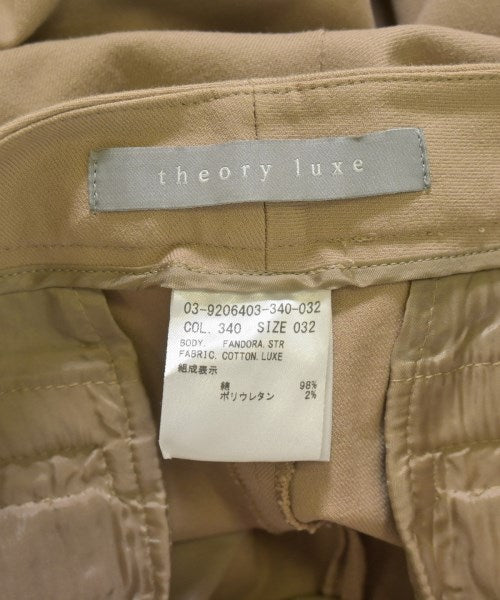 theory luxe
03-9206403-340-032
COL. 340 SIZE 032
BODY. FANDORA.STR
FABRIC. COTTON.LUXE
組成表示
綿 98%
ポリウレタン 2%